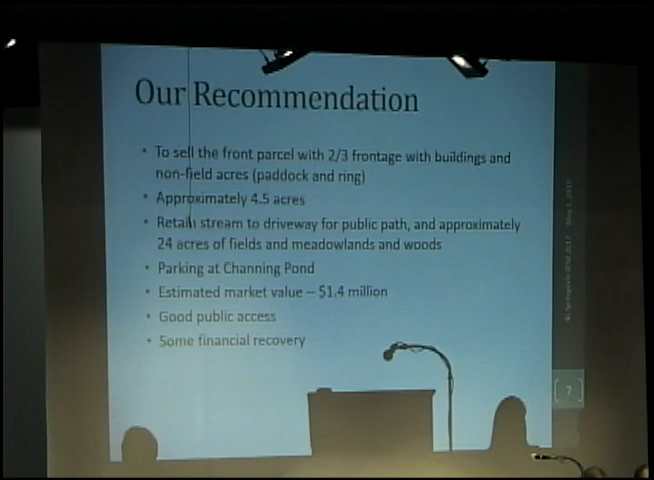 Our Recommendation
• To sell the front parcel with 2/3 frontage with buildings and
non-field acres (paddock and ring)
• Approximately 4.5 acres
• Retain stream to driveway for public path, and approximately
24 acres of fields and meadowlands and woods
• Parking at Channing Pond
• Estimated market value – $1.4 million
• Good public access
• Some financial recovery
7